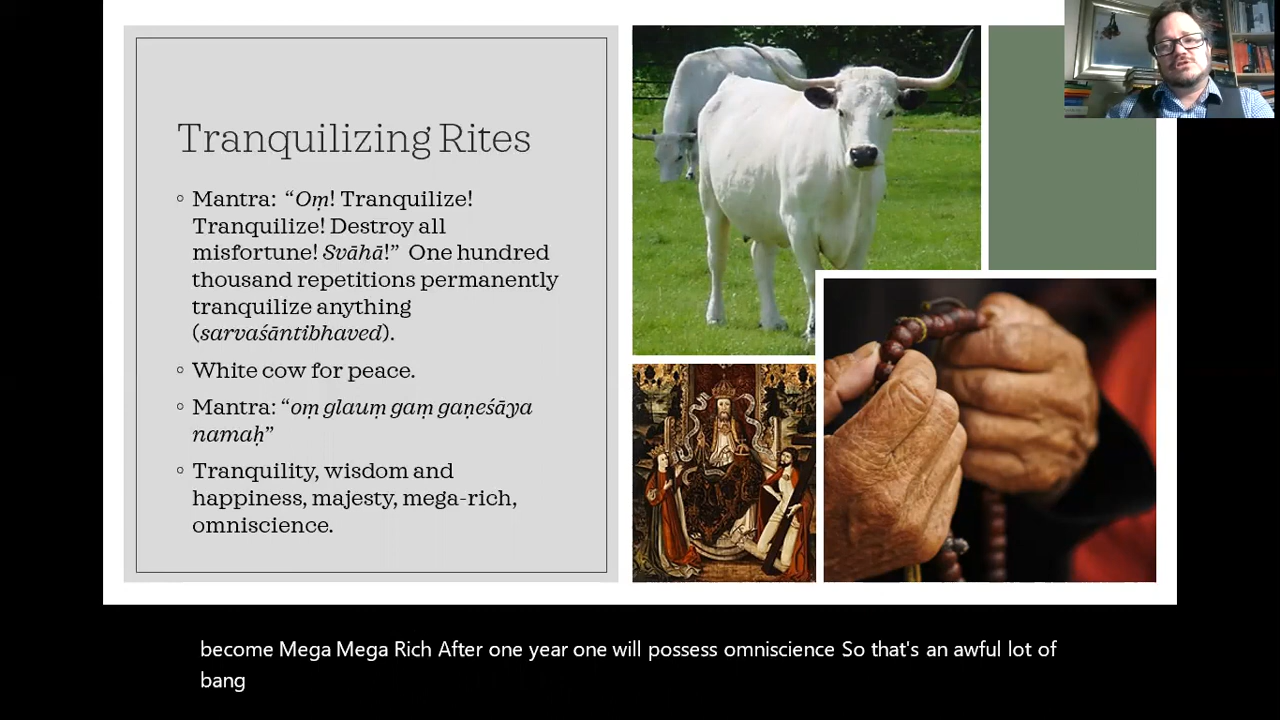 Tranquilizing Rites
Mantra: “Oṃ! Tranquilize!
Tranquilize! Destroy all
misfortune! Svāhā!” One hundred
thousand repetitions permanently
tranquilize anything
(sarvaśāntibhaved).
White cow for peace.
Mantra: “oṃ glauṃ gaṃ gaṇeśāya
namaḥ”
Tranquility, wisdom and
happiness, majesty, mega-rich,
omniscience.
become Mega Mega Rich After one year one will possess omniscience So that's an awful lot of
bang